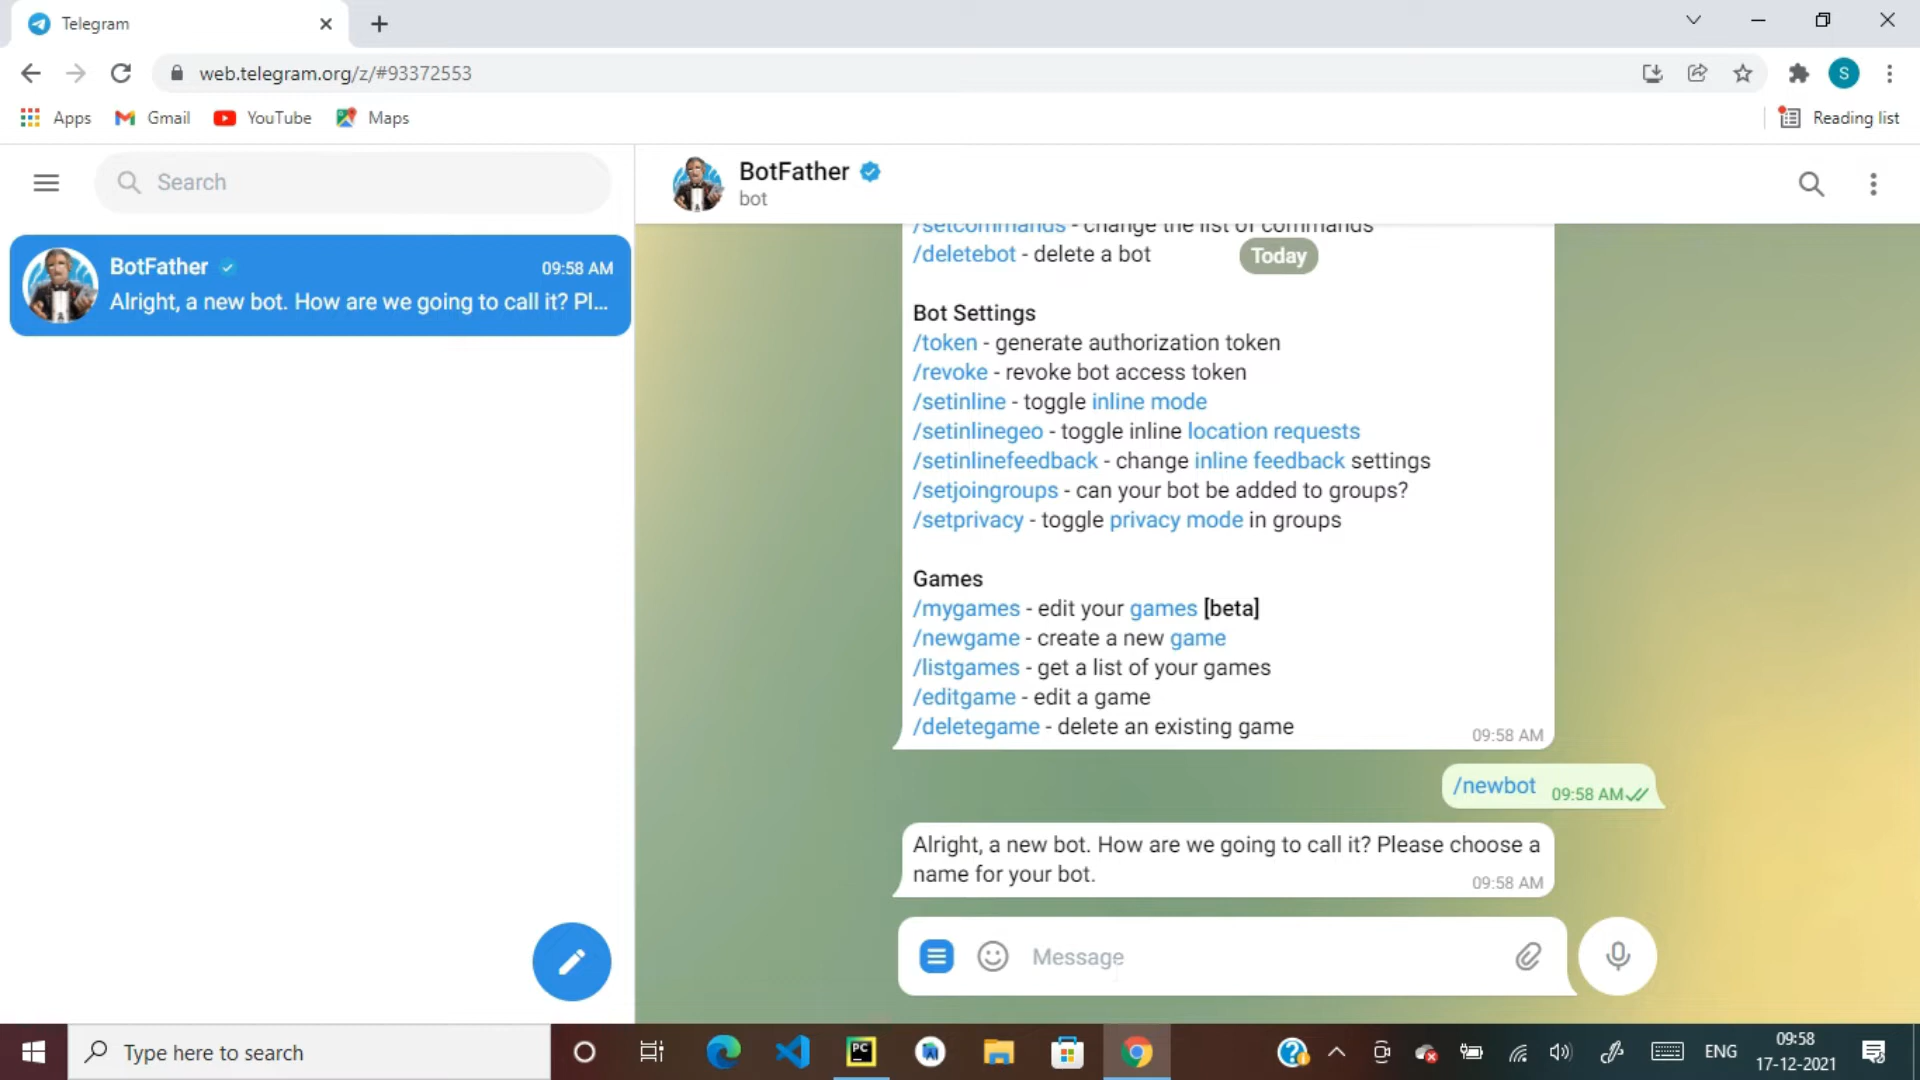 Telegram
web.telegram.org/z/#93372553
S
Apps
Gmail
YouTube
Maps
Reading list
Search
BotFather
09:58 AM
Alright, a new bot. How are we going to call it? Pl...
BotFather
bot
/setcommands - change the list of commands
/deletebot - delete a bot
Today
Bot Settings
/token - generate authorization token
/revoke - revoke bot access token
/setinline - toggle inline mode
/setinlinegeo - toggle inline location requests
/setinlinefeedback - change inline feedback settings
/setjoingroups - can your bot be added to groups?
/setprivacy - toggle privacy mode in groups
Games
/mygames - edit your games [beta]
/newgame - create a new game
/listgames - get a list of your games
/editgame - edit a game
/deletegame - delete an existing game
09:58 AM
/newbot 09:58 AM
Alright, a new bot. How are we going to call it? Please choose a
name for your bot.
09:58 AM
Message
Type here to search
PC
ENG
09:58
17-12-2021